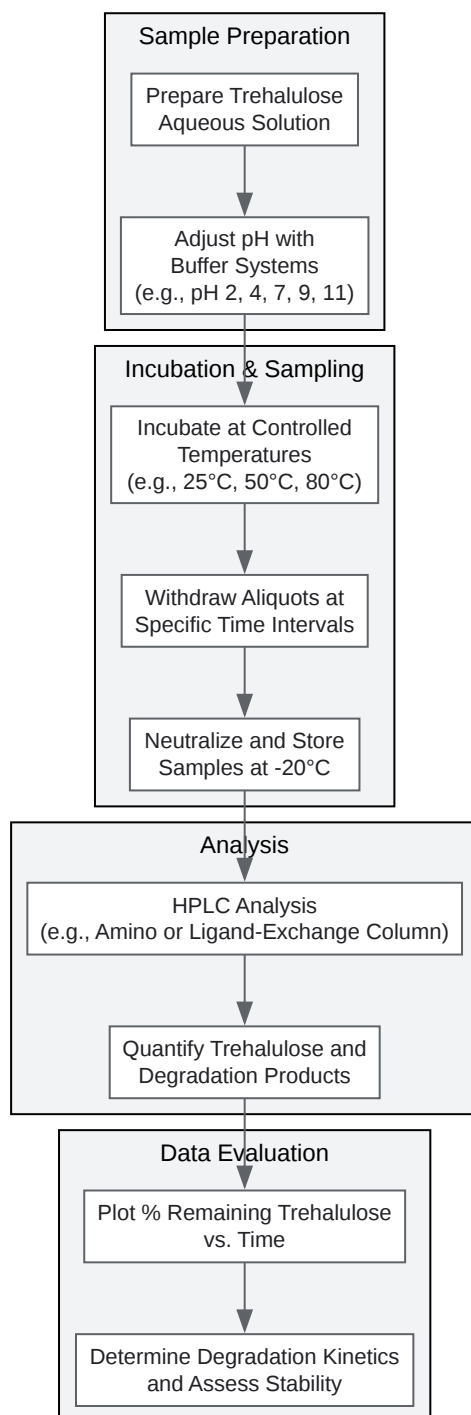 Sample Preparation
Prepare Trehalulose
Aqueous Solution
Adjust pH with
Buffer Systems
(e.g., pH 2, 4, 7, 9, 11)
Incubation & Sampling
Incubate at Controlled
Temperatures
(e.g., 25°C, 50°C, 80°C)
Withdraw Aliquots at
Specific Time Intervals
Neutralize and Store
Samples at -20°C
Analysis
HPLC Analysis
(e.g., Amino or Ligand-Exchange Column)
Quantify Trehalulose and
Degradation Products
Data Evaluation
Plot % Remaining Trehalulose
vs. Time
Determine Degradation Kinetics
and Assess Stability